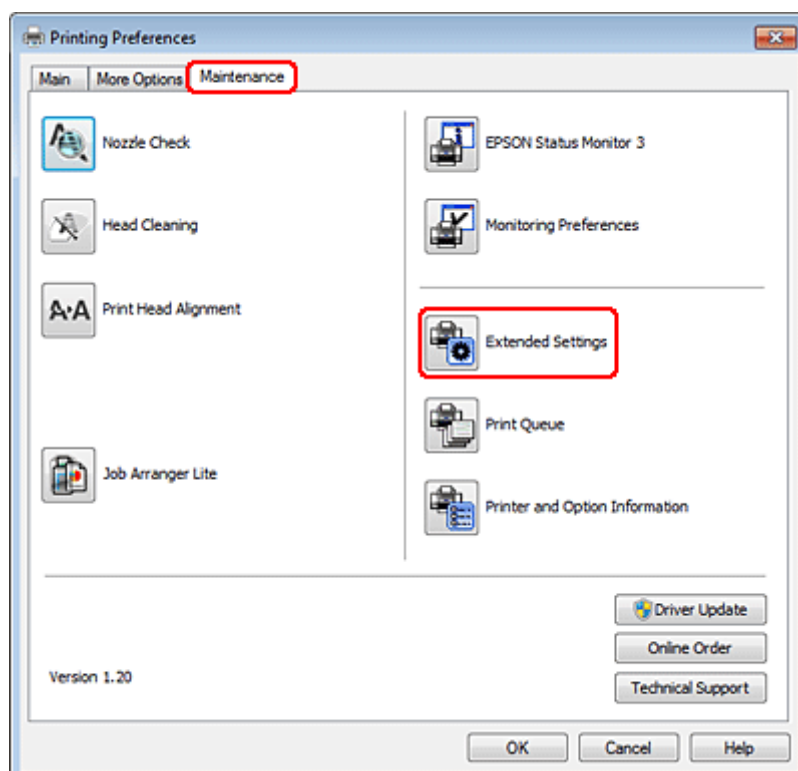 Printing Preferences
Main
More Options
Maintenance
Nozzle Check
Head Cleaning
A·A
Print Head Alignment
Job Arranger Lite
EPSON Status Monitor 3
Monitoring Preferences
Extended Settings
Print Queue
Printer and Option Information
Version 1.20
Driver Update
Online Order
Technical Support
OK
Cancel
Help